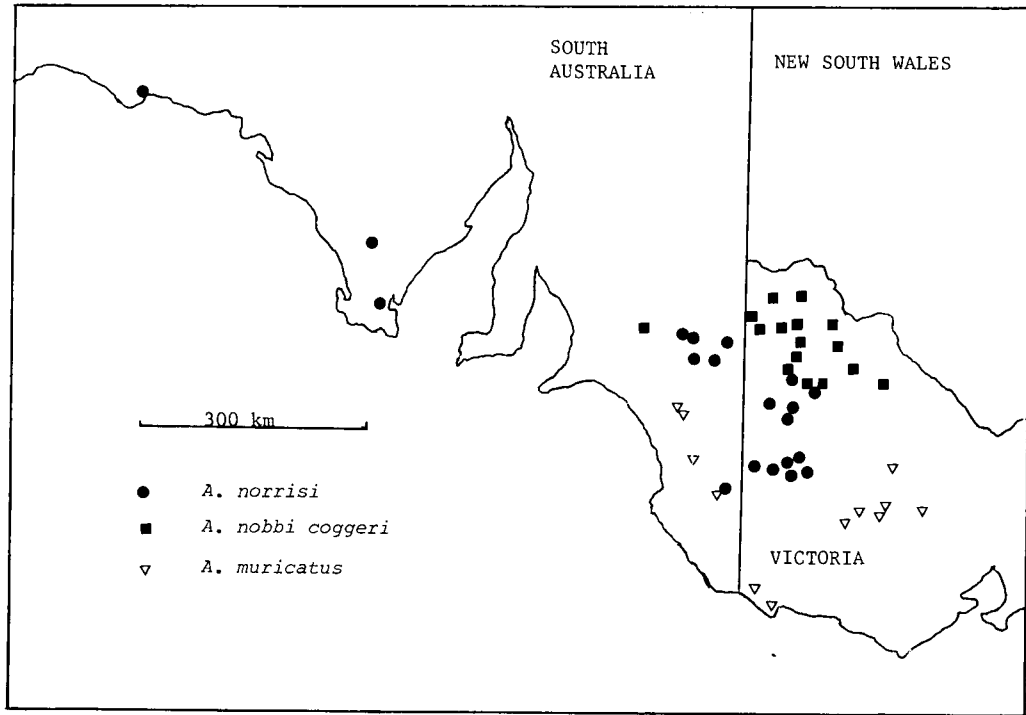 SOUTH
AUSTRALIA
NEW SOUTH WALES
300 km
A. norrisi
A. nobbi coggeri
A. muricatus
VICTORIA